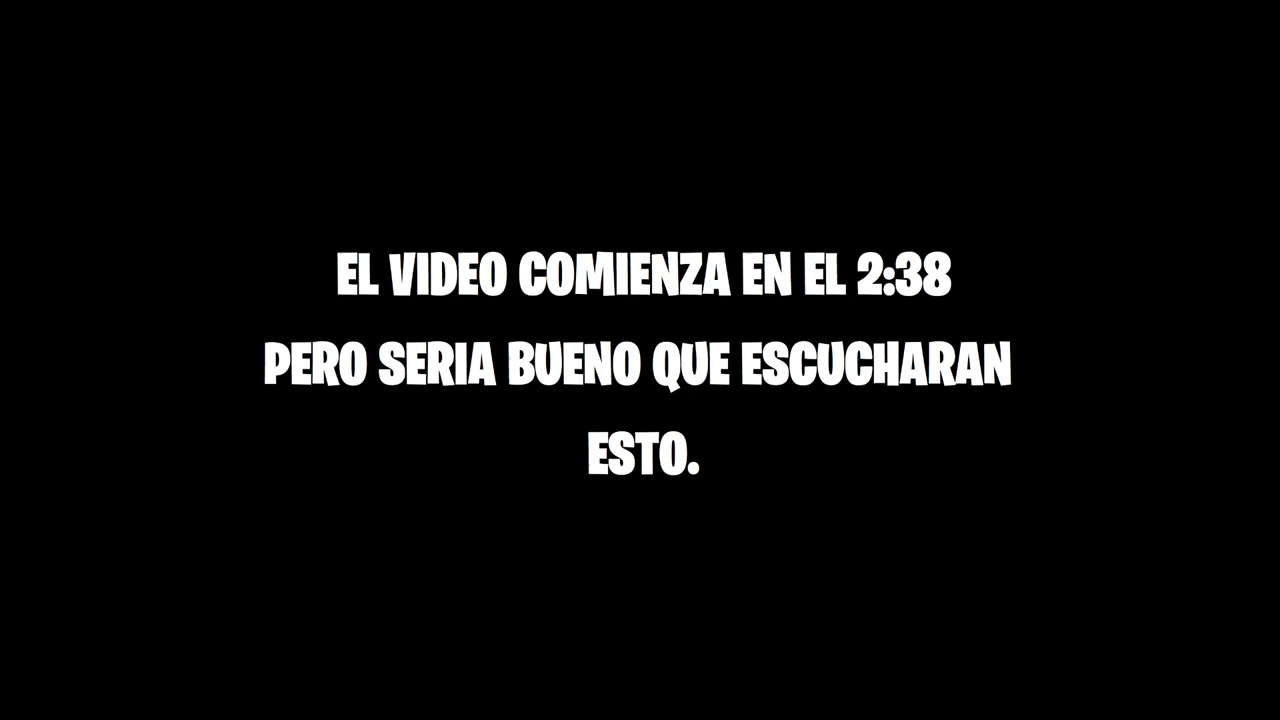 EL VIDEO COMIENZA EN EL 2:38
PERO SERIA BUENO QUE ESCUCHARAN
ESTO.